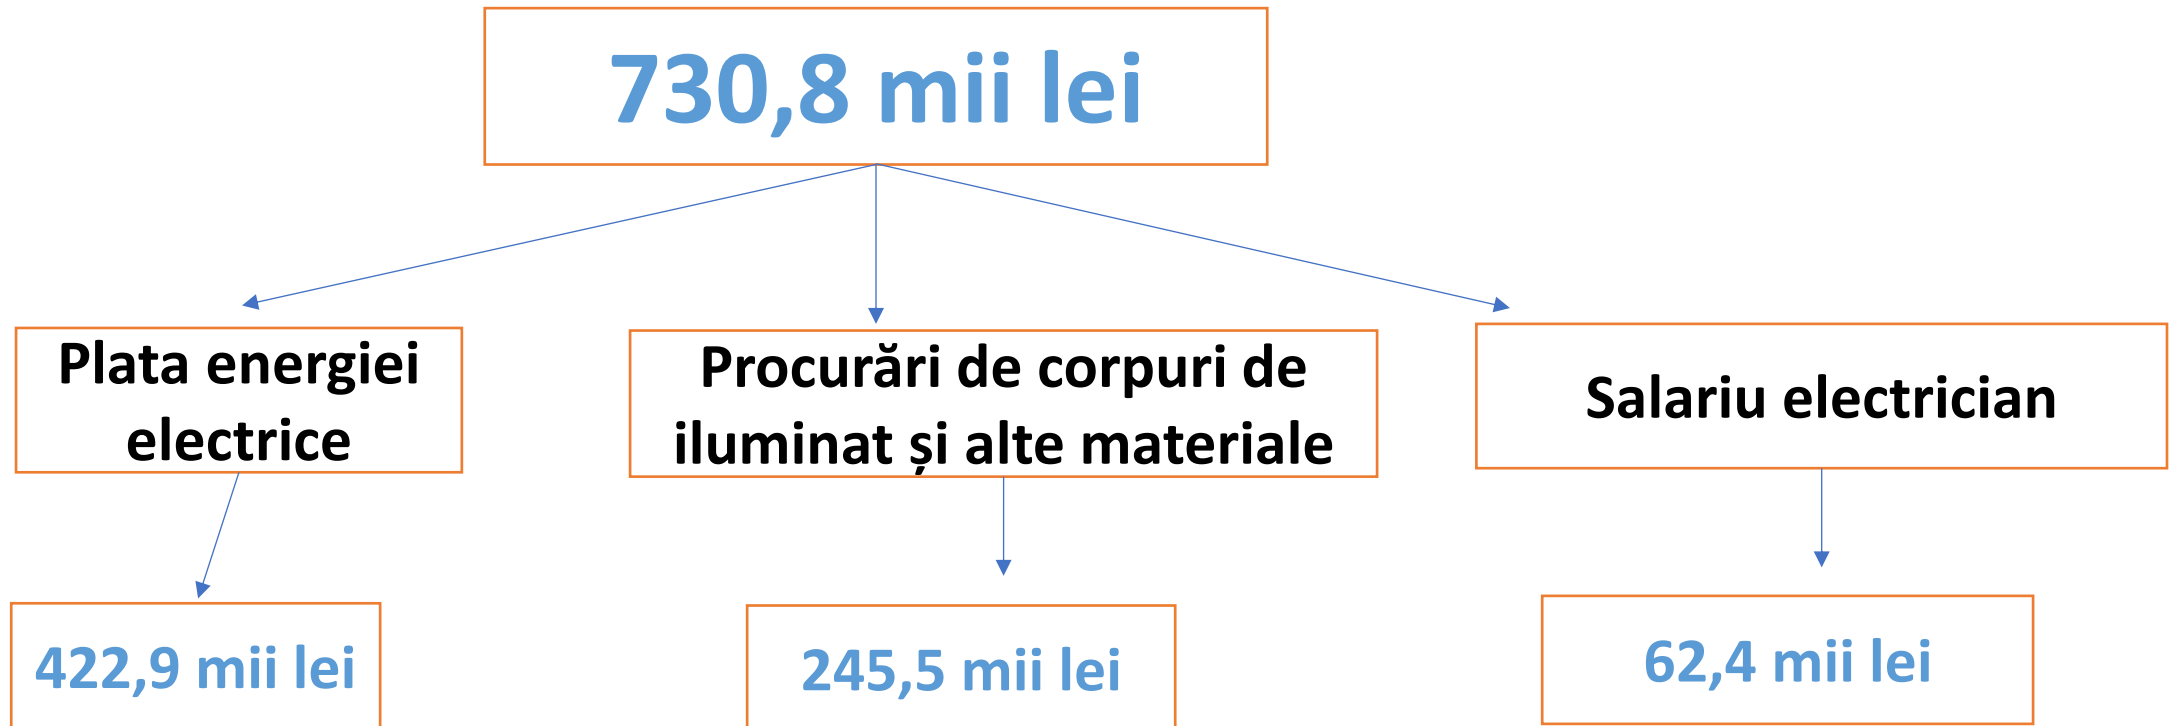 730,8 mii lei
Plata energiei
electrice
Procurări de corpuri de
iluminat și alte materiale
Salariu electrician
422,9 mii lei
245,5 mii lei
62,4 mii lei